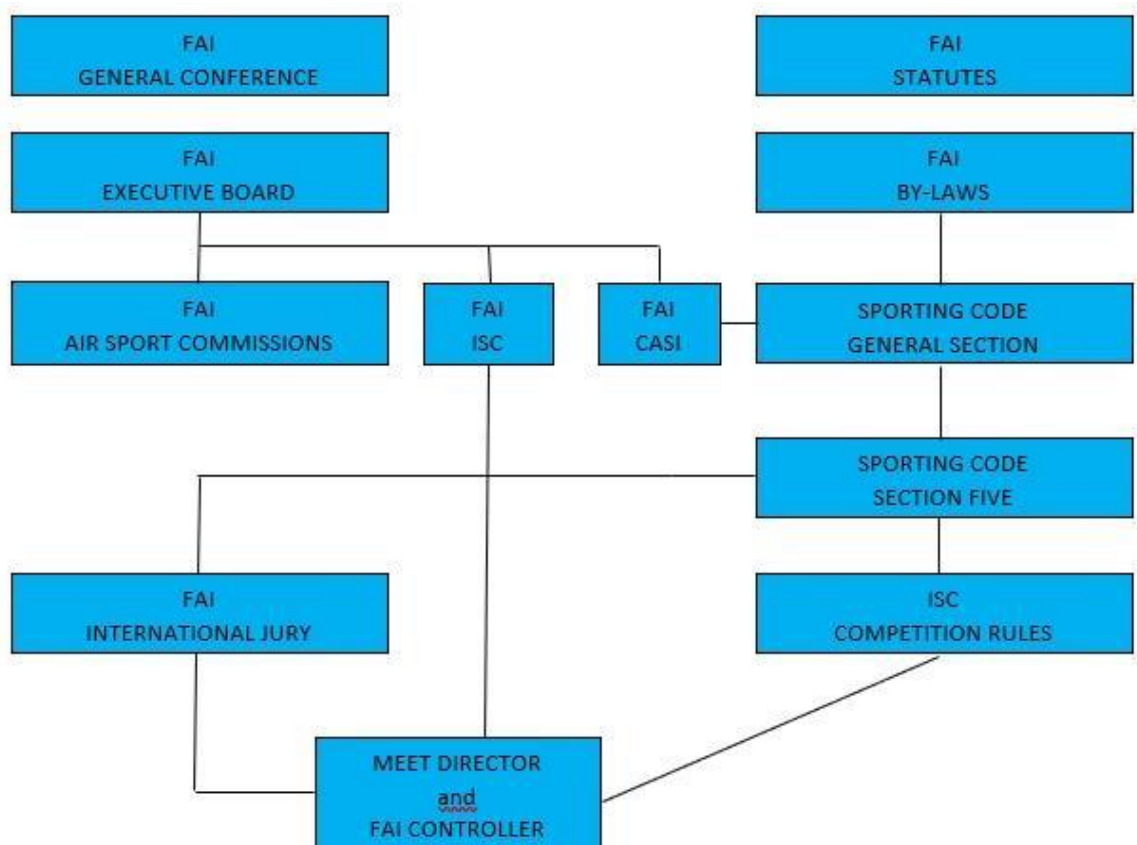 FAI
GENERAL CONFERENCE
FAI
STATUTES
FAI
EXECUTIVE BOARD
FAI
BY-LAWS
FAI
AIR SPORT COMMISSIONS
FAI
ISC
FAI
CASI
SPORTING CODE
GENERAL SECTION
SPORTING CODE
SECTION FIVE
FAI
INTERNATIONAL JURY
ISC
COMPETITION RULES
MEET DIRECTOR
and
FAI CONTROLLER